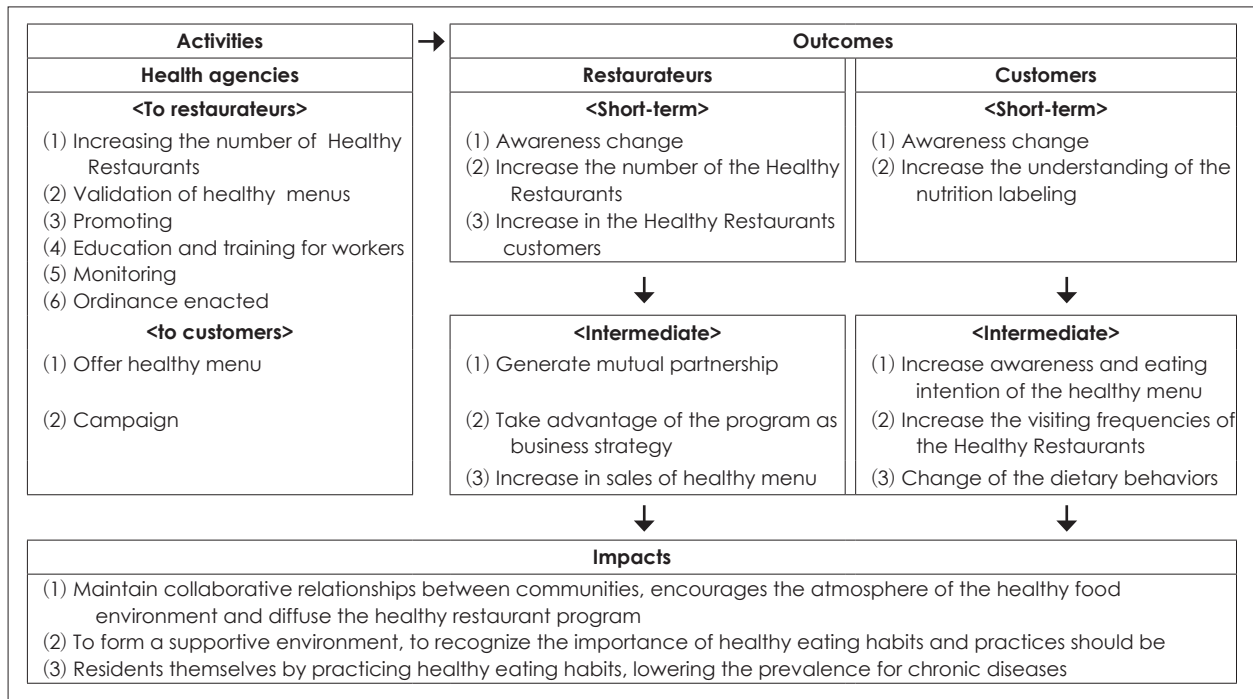 Activities
Health agencies
<To restaurateurs>
(1) Increasing the number of Healthy
Restaurants
(2) Validation of healthy menus
(3) Promoting
(4) Education and training for workers
(5) Monitoring
(6) Ordinance enacted
<to customers>
(1) Offer healthy menu
(2) Campaign
Outcomes
Restaurateurs
<Short-term>
(1) Awareness change
(2) Increase the number of the Healthy
Restaurants
(3) Increase in the Healthy Restaurants
customers
<Intermediate>
(1) Generate mutual partnership
(2) Take advantage of the program as
business strategy
(3) Increase in sales of healthy menu
Customers
<Short-term>
(1) Awareness change
(2) Increase the understanding of the
nutrition labeling
<Intermediate>
(1) Increase awareness and eating
intention of the healthy menu
(2) Increase the visiting frequencies of
the Healthy Restaurants
(3) Change of the dietary behaviors
Impacts
(1) Maintain collaborative relationships between communities, encourages the atmosphere of the healthy food
environment and diffuse the healthy restaurant program
(2) To form a supportive environment, to recognize the importance of healthy eating habits and practices should be
(3) Residents themselves by practicing healthy eating habits, lowering the prevalence for chronic diseases